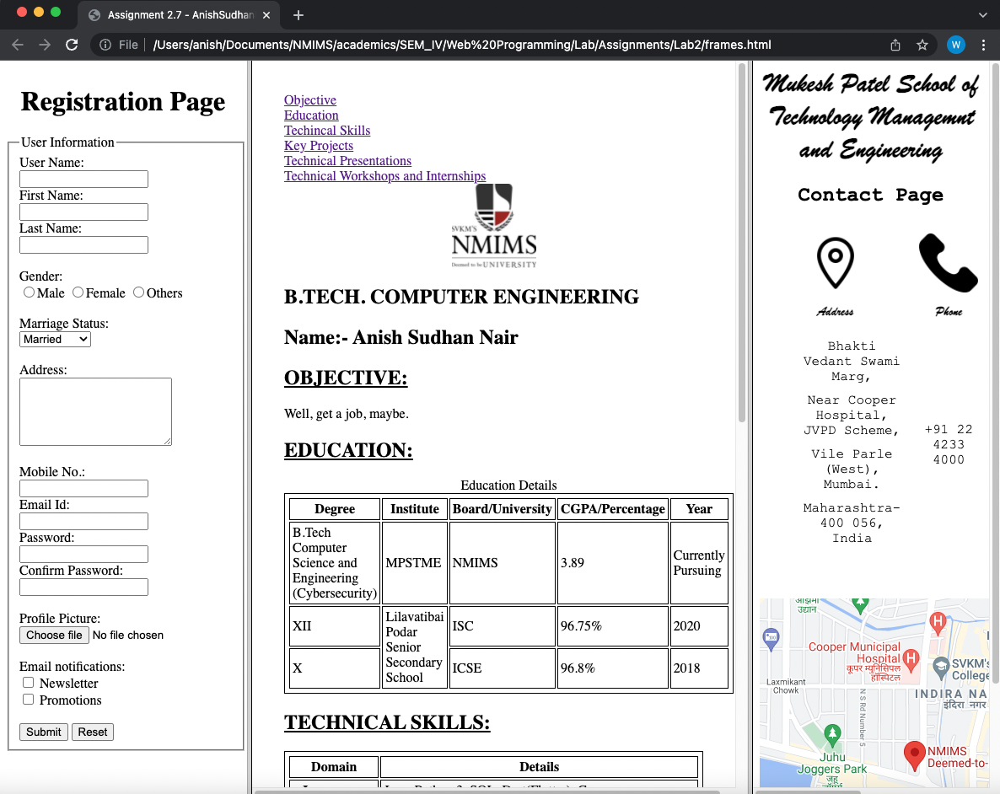 Assignment 2.7 - AnishSudhan
File
/Users/anish/Documents/NMIMS/academics/SEM_IV/Web%20Programming/Lab/Assignments/Lab2/frames.html
W
Registration Page
User Information
User Name:
First Name:
Last Name:
Gender:
Male Female Others
Marriage Status:
Married
Address:
Mobile No.:
Email Id:
Password:
Confirm Password:
Profile Picture:
Choose file No file chosen
Email notifications:
Newsletter
Promotions
Submit Reset
Objective
Education
Techincal Skills
Key Projects
Technical Presentations
Technical Workshops and Internships
SVKM'S
NMIMS
Deemed to be UNIVERSITY
B.TECH. COMPUTER ENGINEERING
Name:- Anish Sudhan Nair
OBJECTIVE:
Well, get a job, maybe.
EDUCATION:
Education Details
Degree Institute Board/University CGPA/Percentage Year
B.Tech
Computer
Science and
Engineering
(Cybersecurity)
MPSTME
NMIMS
3.89
Currently
Pursuing
XII
Lilavatibai
Podar
Senior
Secondary
School
ISC
96.75%
2020
X
ICSE
96.8%
2018
TECHNICAL SKILLS:
Domain Details
Mukesh Patel School of
Technology Managemnt
and Engineering
Contact Page
Address
Phone
Bhakti
Vedant Swami
Marg,
Near Cooper
Hospital,
JVPD Scheme,
Vile Parle
(West),
Mumbai.
Maharashtra-
400 056,
India
+91 22
4233
4000
उद्यान
Cooper Municipal
Hospital
कूपर म्युनिसिपल
हॉस्पिटल
SVKM's
College
Laxmikant
Chowk
INDIRA NA
इंदिरा नगर
N S Rd Number 5
Juhu
Joggers Park
जुहू
NMIMS
Deemed-to-